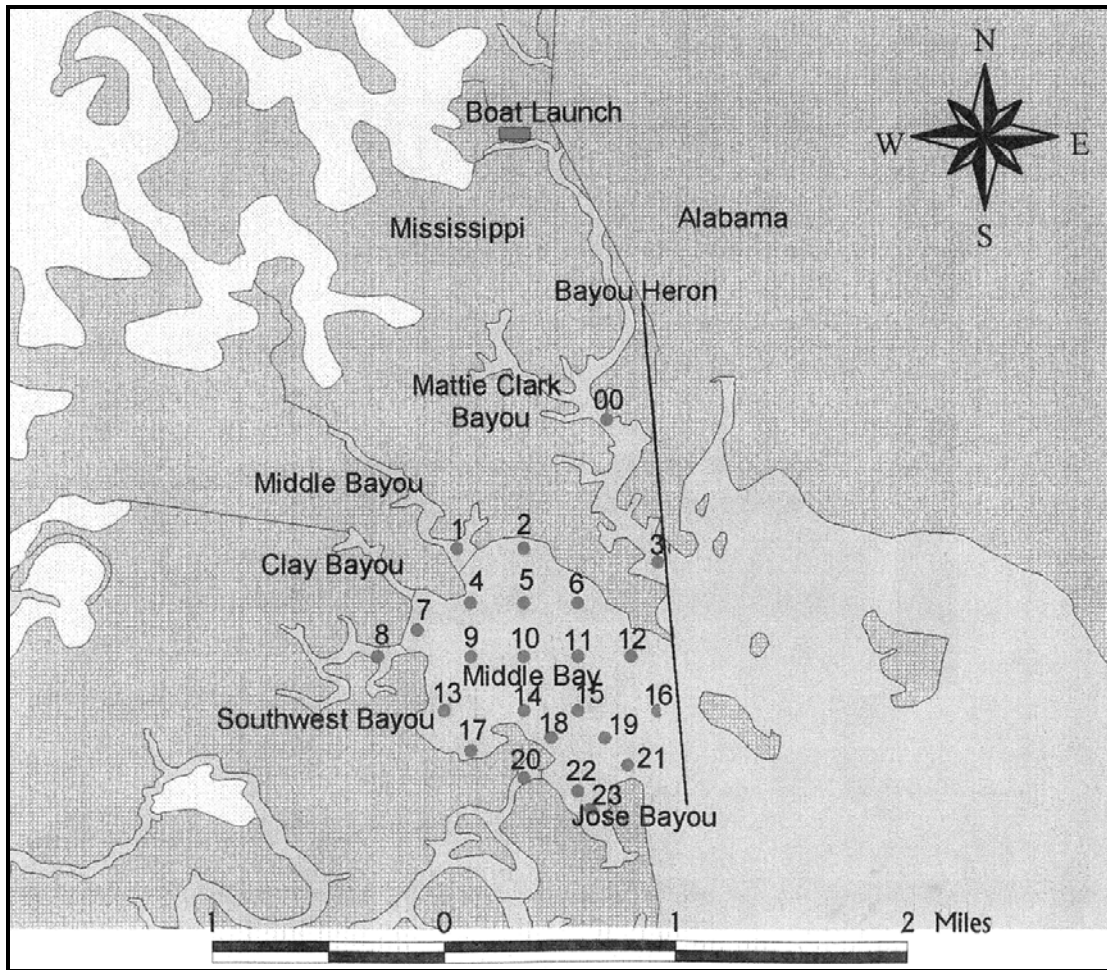 N
Boat Launch
W E
Mississippi
Alabama
S
Bayou Heron
Mattie Clark
Bayou
00
Middle Bayou
1 2 3
Clay Bayou
4 5 6
7
8 9 10 11 12
Middle Bay
13 14 15 16
Southwest Bayou
17 18 19
20 21
22
23
Jose Bayou
1 0 1 2 Miles